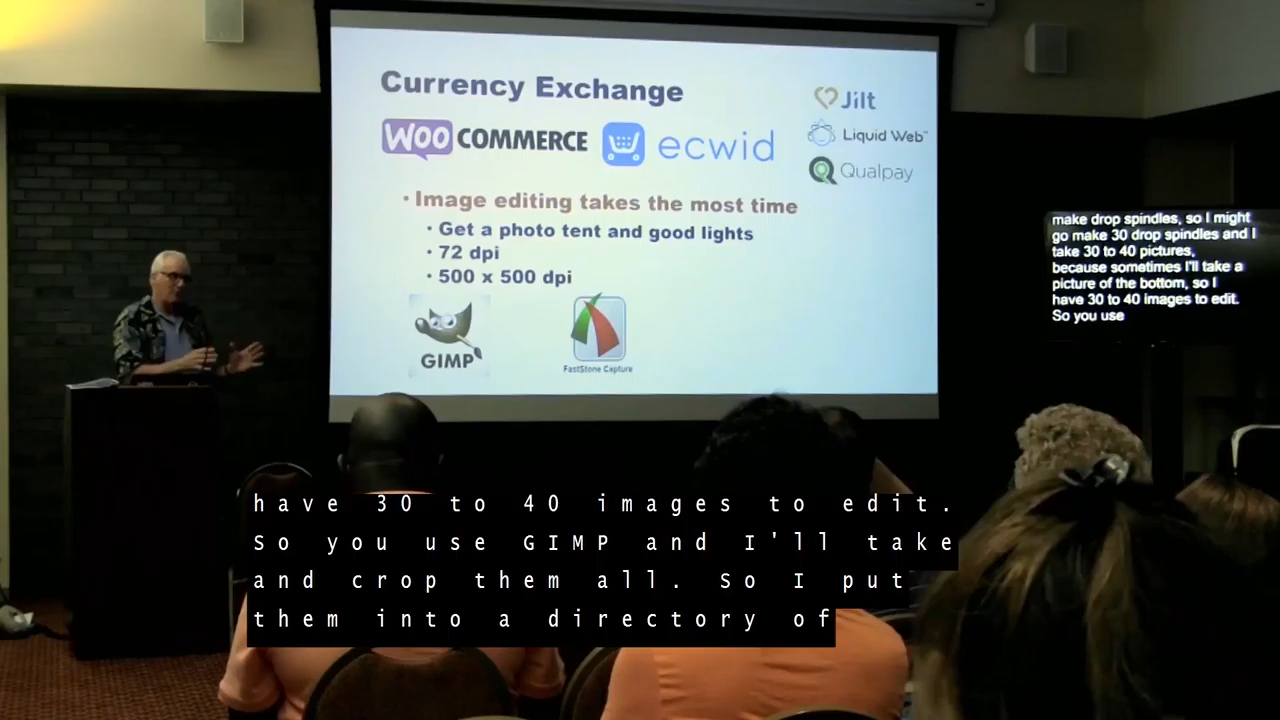 Currency Exchange
Jilt
WOO COMMERCE
ecwid
Liquid Web™
Qualpay
• Image editing takes the most time
• Get a photo tent and good lights
• 72 dpi
• 500 x 500 dpi
GIMP
FastStone Capture
make drop spindles, so I might
go make 30 drop spindles and I
take 30 to 40 pictures,
because sometimes I'll take a
picture of the bottom, so I
have 30 to 40 images to edit.
So you use
have 30 to 40 images to edit.
So you use GIMP and I'll take
and crop them all. So I put
them into a directory of